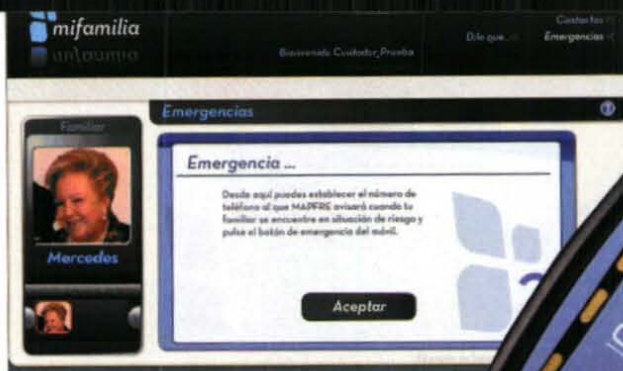 mifamilia
Contactos
Bienvenido Cuidador_Prueba
Dile que...
Emergencias
Emergencias
Familiar
Mercedes
Emergencia ...
Desde aquí puedes establecer el número de
teléfono al que MAPFRE avisará cuando tu
familiar se encuentre en situación de riesgo y
pulse el botón de emergencia del móvil.
Aceptar